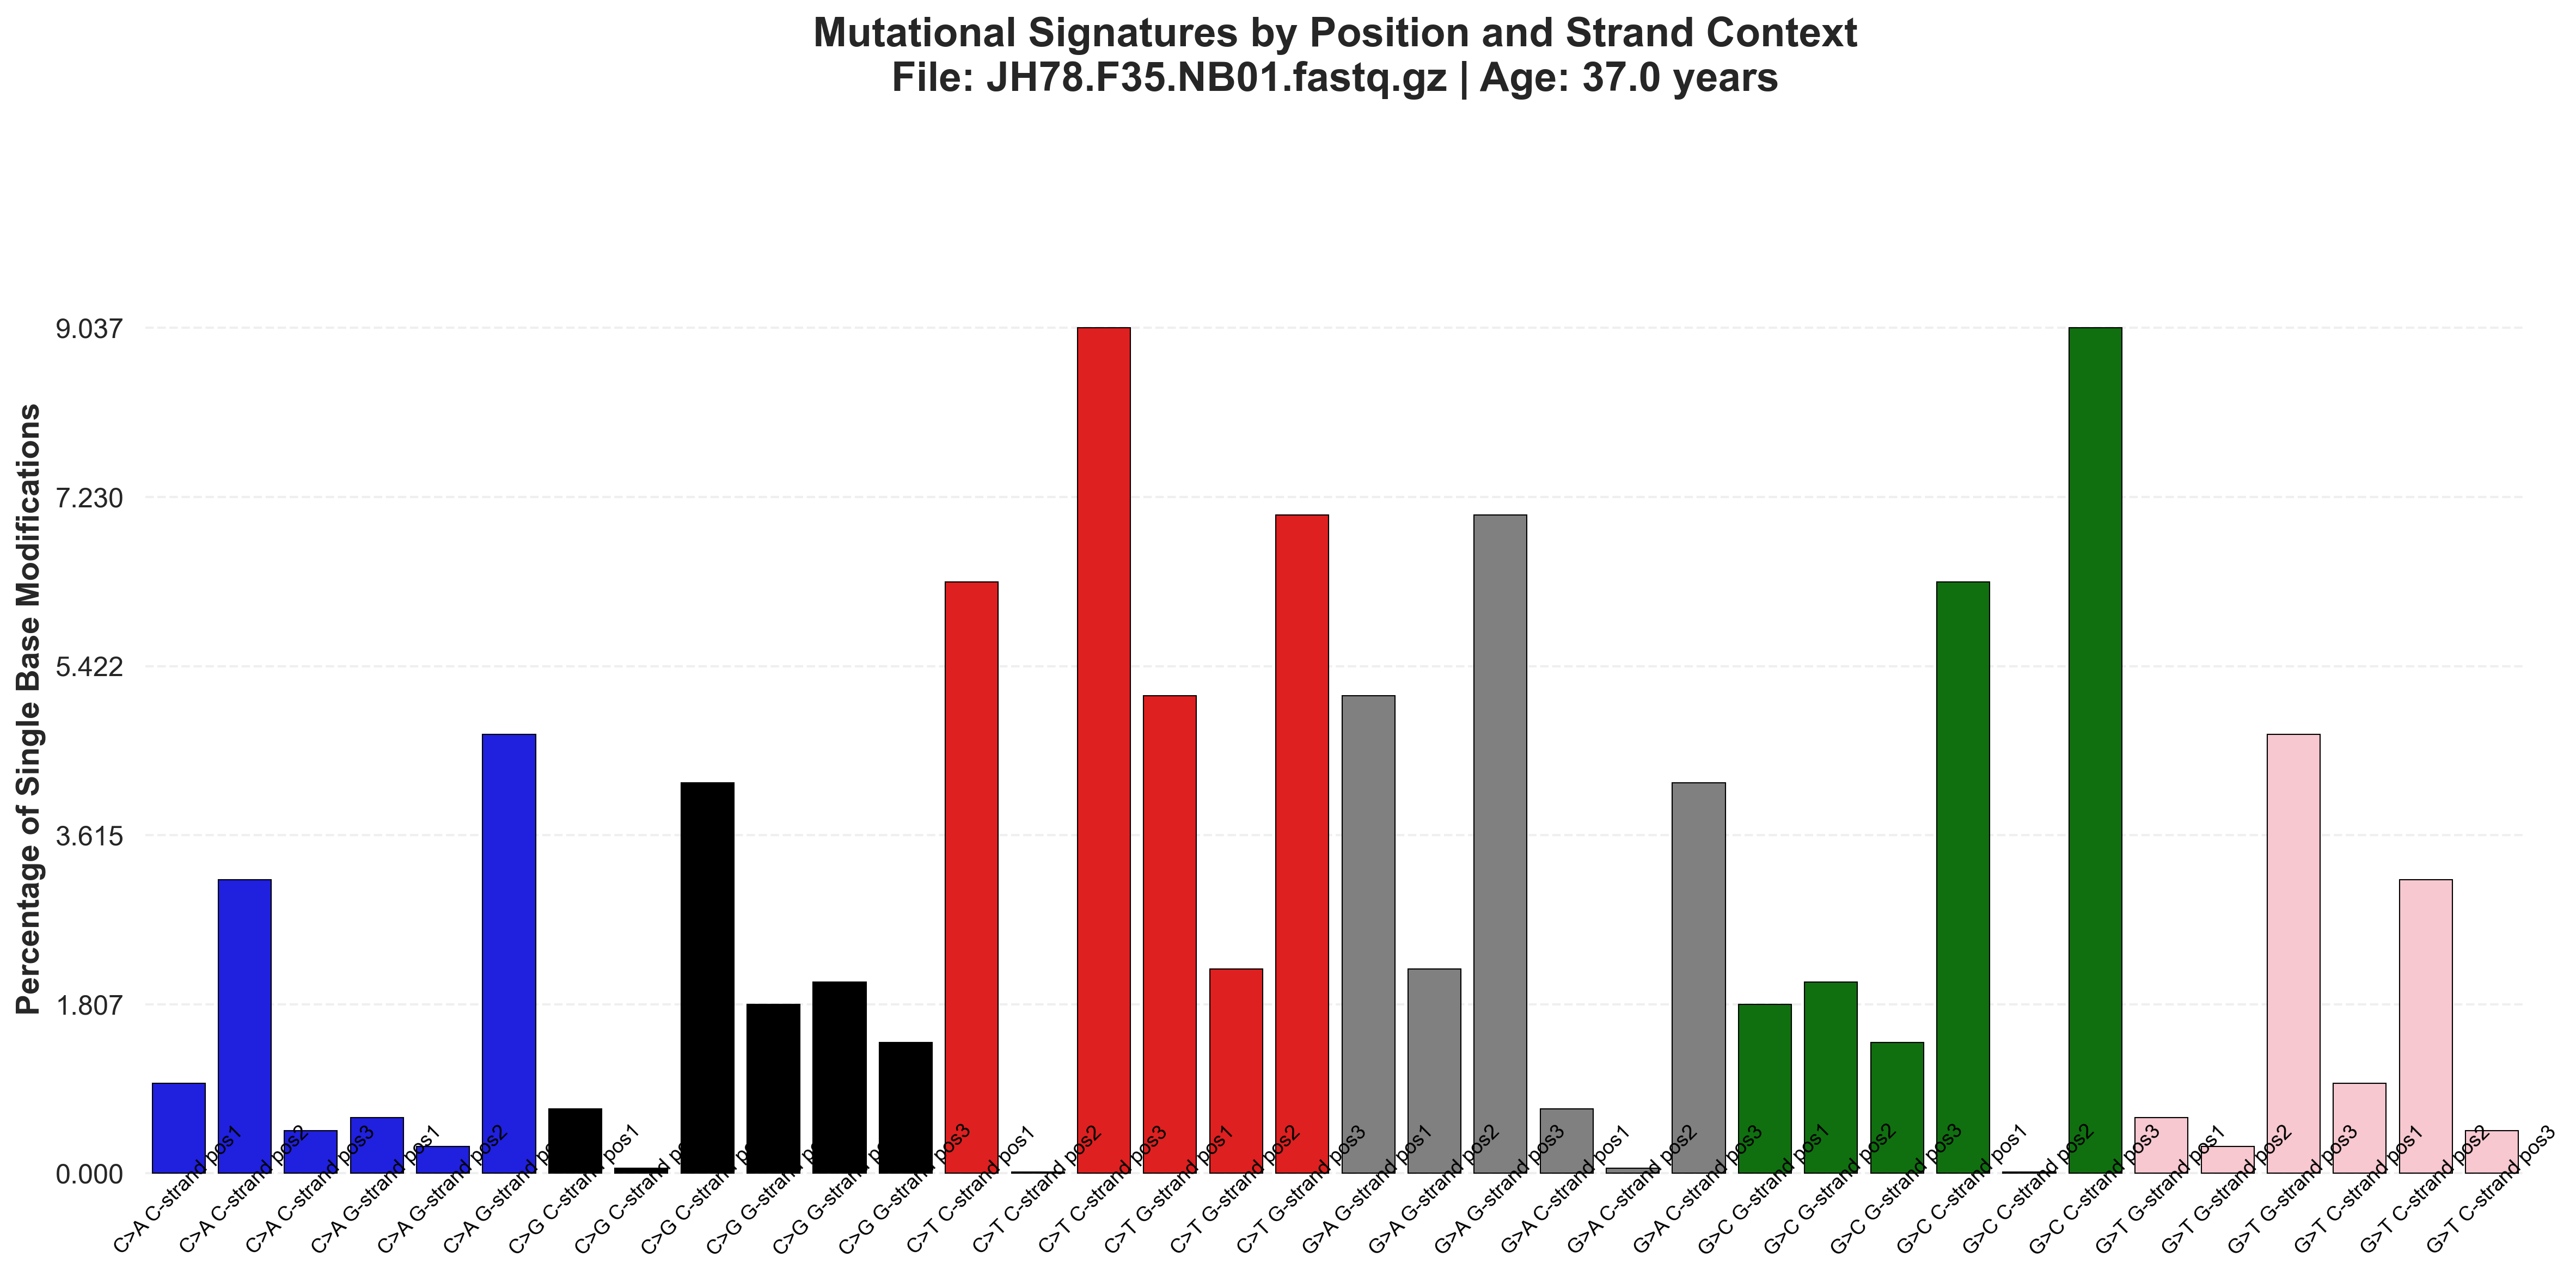 Mutational Signatures by Position and Strand Context
File: JH78.F35.NB01.fastq.gz | Age: 37.0 years
Percentage of Single Base Modifications
9.037
7.230
5.422
3.615
1.807
0.000
C>A C-strand pos1
C>A C-strand pos2
C>A C-strand pos3
C>A G-strand pos1
C>A G-strand pos2
C>A G-strand
C>G C-strand pos1
C>G C-strand
C>G C-strand
C>G G-strand
C>G G-strand
C>G G-strand pos3
C>T C-strand pos1
C>T C-strand pos2
C>T C-strand pos3
C>T G-strand pos1
C>T G-strand pos2
C>T G-strand pos3
G>A G-strand pos1
G>A G-strand pos2
G>A G-strand pos3
G>A C-strand pos1
G>A C-strand pos2
G>A C-strand pos3
G>C G-strand pos1
G>C G-strand pos2
G>C G-strand pos3
G>C C-strand pos1
G>C C-strand pos2
G>C C-strand pos3
G>T G-strand pos1
G>T G-strand pos2
G>T G-strand pos3
G>T C-strand pos1
G>T C-strand pos2
G>T C-strand pos3